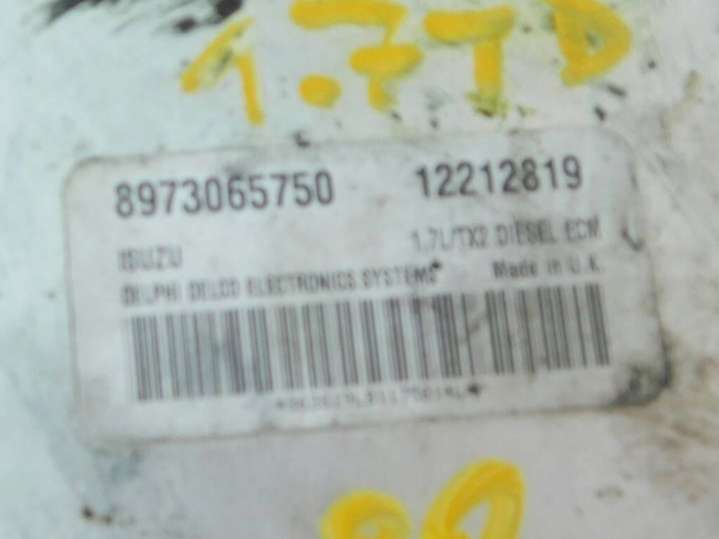 1.7TD
8973065750 12212819
ISUZU 1.7L/TX2 DIESEL ECM
DELPHI DELCO ELECTRONICS SYSTEMS Made in U.K.